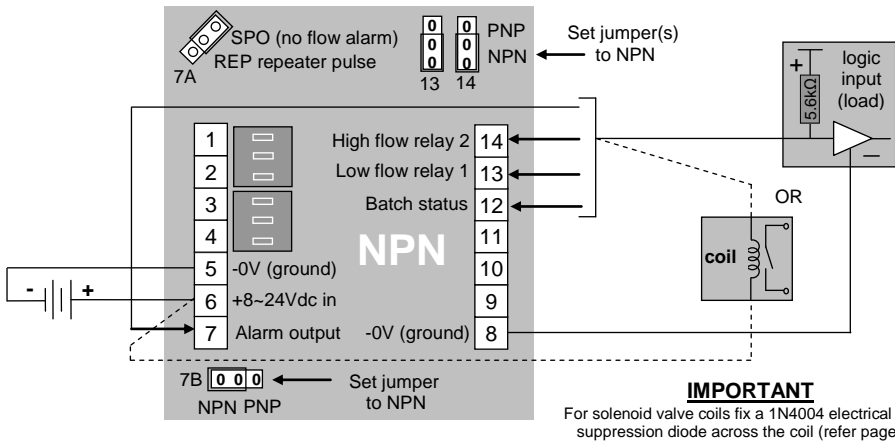 SPO (no flow alarm)
REP repeater pulse
7A
0 0
0 0
0 0
13 14
PNP
NPN
Set jumper(s)
to NPN
logic
input
(load)
+
5.6kΩ
–
1
2
3
4
5 -0V (ground)
6 +8~24Vdc in
7 Alarm output
High flow relay 2 14
Low flow relay 1 13
Batch status 12
11
10
9
-0V (ground) 8
NPN
- +
OR
coil
7B 0 0 0
NPN PNP
Set jumper
to NPN
IMPORTANT
For solenoid valve coils fix a 1N4004 electrical
suppression diode across the coil (refer page